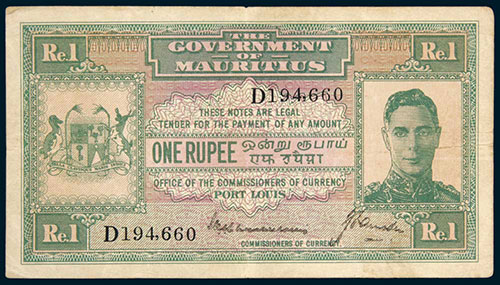 Re.1
THE
GOVERNMENT
OF
MAURITIUS
Re.1
D194,660
THESE NOTES ARE LEGAL
TENDER FOR THE PAYMENT OF ANY AMOUNT
ONE RUPEE ஒன்று ரூபாய்
एक रुपैया
OFFICE OF THE COMMISSIONERS OF CURRENCY
PORT LOUIS
D194,660
COMMISSIONERS OF CURRENCY
Re.1
Re.1